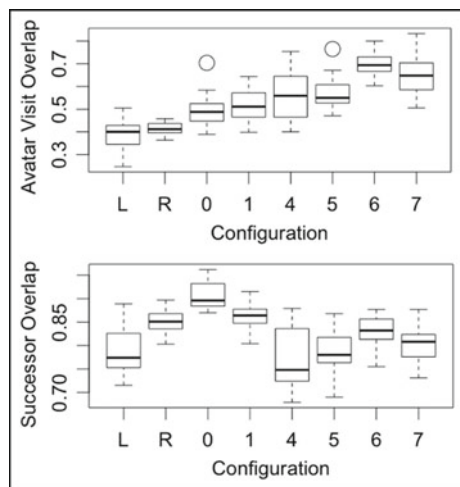 Avatar Visit Overlap
0.7
0.5
0.3
L R 0 1 4 5 6 7
Configuration
Successor Overlap
0.85
0.70
L R 0 1 4 5 6 7
Configuration